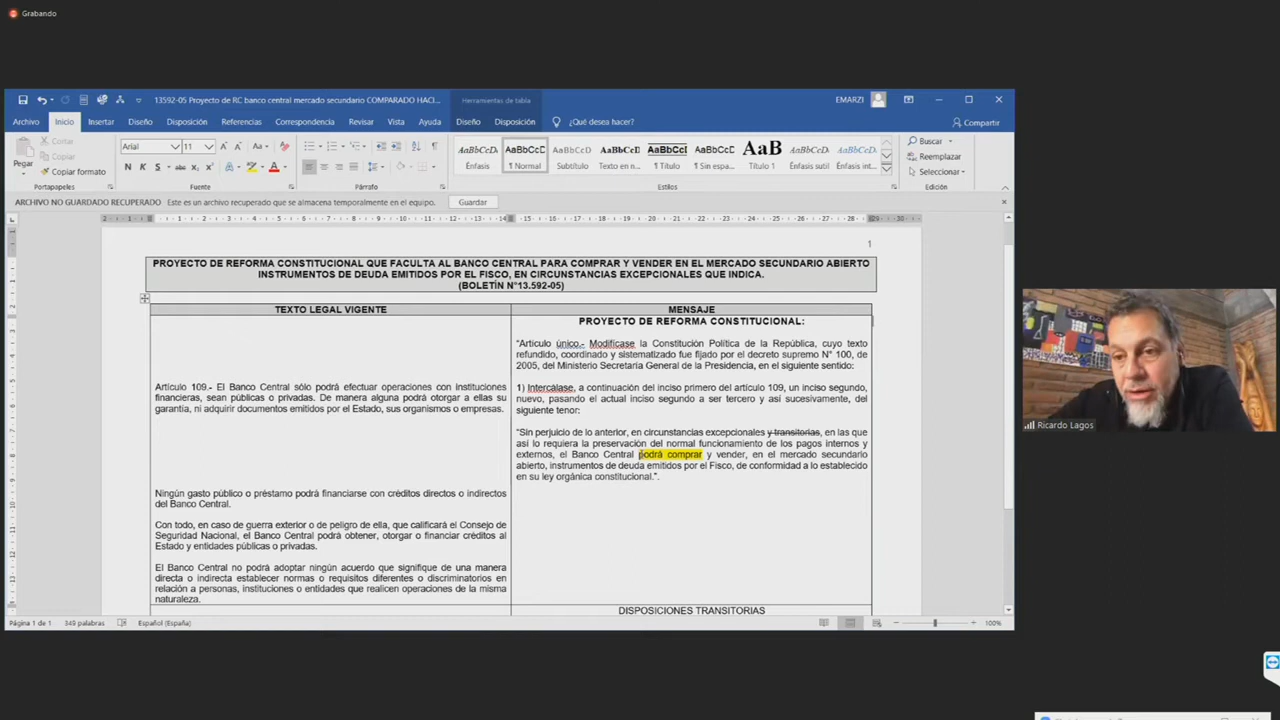 Grabando
13592-05 Proyecto de RC banco central mercado secundario COMPARADO HACI...
Herramientas de tabla
EMARZI
Archivo
Inicio
Insertar
Diseño
Disposición
Referencias
Correspondencia
Revisar
Vista
Ayuda
Diseño
Disposición
¿Qué desea hacer?
Compartir
Pegar
Cortar
Copiar
Copiar formato
Portapapeles
Arial
11
Fuente
Párrafo
AaBbCcDc AaBbCcC AaBbCcD AaBbCcD AaBbCcC AaBbCcD AaB AaBbCcDc AaBbCcDc
Énfasis
¶ Normal
Subtítulo
Texto en n...
¶ Título
¶ Sin espa...
Título 1
Énfasis sutil
Énfasis int...
Estilos
Buscar
Reemplazar
Seleccionar
Edición
ARCHIVO NO GUARDADO RECUPERADO Este es un archivo recuperado que se almacena temporalmente en el equipo.
Guardar
1
PROYECTO DE REFORMA CONSTITUCIONAL QUE FACULTA AL BANCO CENTRAL PARA COMPRAR Y VENDER EN EL MERCADO SECUNDARIO ABIERTO
INSTRUMENTOS DE DEUDA EMITIDOS POR EL FISCO, EN CIRCUNSTANCIAS EXCEPCIONALES QUE INDICA.
(BOLETÍN N°13.592-05)
TEXTO LEGAL VIGENTE
Artículo 109.- El Banco Central sólo podrá efectuar operaciones con instituciones
financieras, sean públicas o privadas. De manera alguna podrá otorgar a ellas su
garantía, ni adquirir documentos emitidos por el Estado, sus organismos o empresas.
Ningún gasto público o préstamo podrá financiarse con créditos directos o indirectos
del Banco Central.
Con todo, en caso de guerra exterior o de peligro de ella, que calificará el Consejo de
Seguridad Nacional, el Banco Central podrá obtener, otorgar o financiar créditos al
Estado y entidades públicas o privadas.
El Banco Central no podrá adoptar ningún acuerdo que signifique de una manera
directa o indirecta establecer normas o requisitos diferentes o discriminatorios en
relación a personas, instituciones o entidades que realicen operaciones de la misma
naturaleza.
MENSAJE
PROYECTO DE REFORMA CONSTITUCIONAL:
“Artículo único.- Modifícase la Constitución Política de la República, cuyo texto
refundido, coordinado y sistematizado fue fijado por el decreto supremo N° 100, de
2005, del Ministerio Secretaría General de la Presidencia, en el siguiente sentido:
1) Intercálase, a continuación del inciso primero del artículo 109, un inciso segundo,
nuevo, pasando el actual inciso segundo a ser tercero y así sucesivamente, del
siguiente tenor:
“Sin perjuicio de lo anterior, en circunstancias excepcionales y transitorias, en las que
así lo requiera la preservación del normal funcionamiento de los pagos internos y
externos, el Banco Central podrá comprar y vender, en el mercado secundario
abierto, instrumentos de deuda emitidos por el Fisco, de conformidad a lo establecido
en su ley orgánica constitucional.”.
DISPOSICIONES TRANSITORIAS
Página 1 de 1
349 palabras
Español (España)
100%
Ricardo Lagos